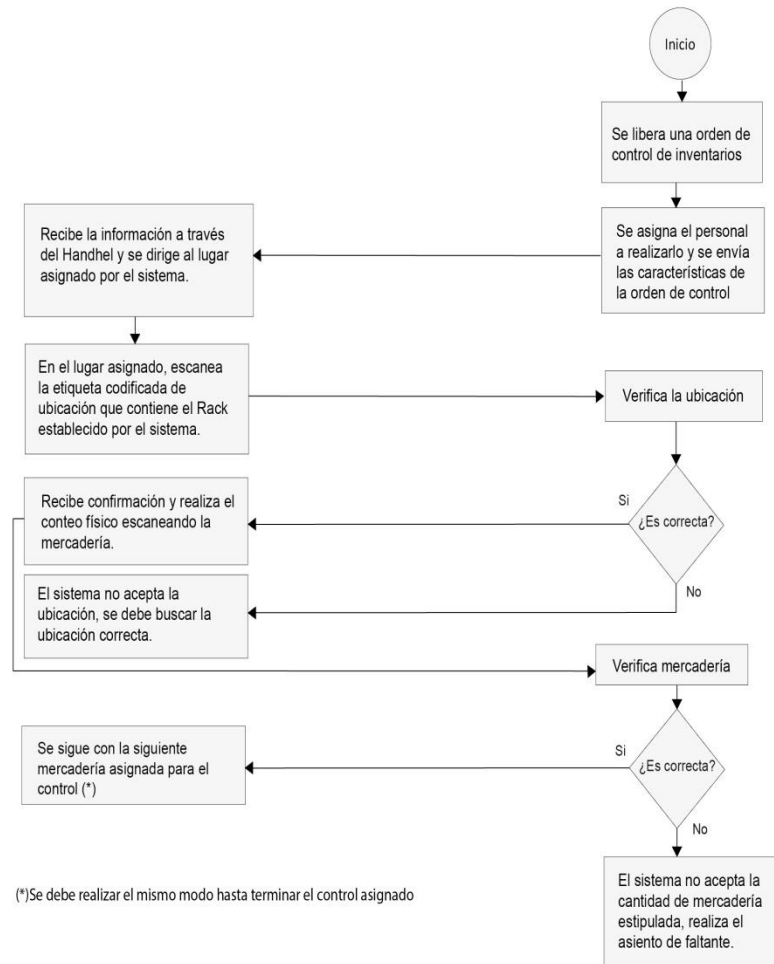 Inicio
Se libera una orden de
control de inventarios
Se asigna el personal
a realizarlo y se envía
las características de
la orden de control
Recibe la información a través
del Handhel y se dirige al lugar
asignado por el sistema.
En el lugar asignado, escanea
la etiqueta codificada de
ubicación que contiene el Rack
establecido por el sistema.
Verifica la ubicación
¿Es correcta?
Si
No
Recibe confirmación y realiza el
conteo físico escaneando la
mercadería.
El sistema no acepta la
ubicación, se debe buscar la
ubicación correcta.
Verifica mercadería
¿Es correcta?
Si
No
Se sigue con la siguiente
mercadería asignada para el
control (*)
El sistema no acepta la
cantidad de mercadería
estipulada, realiza el
asiento de faltante.
(*)Se debe realizar el mismo modo hasta terminar el control asignado